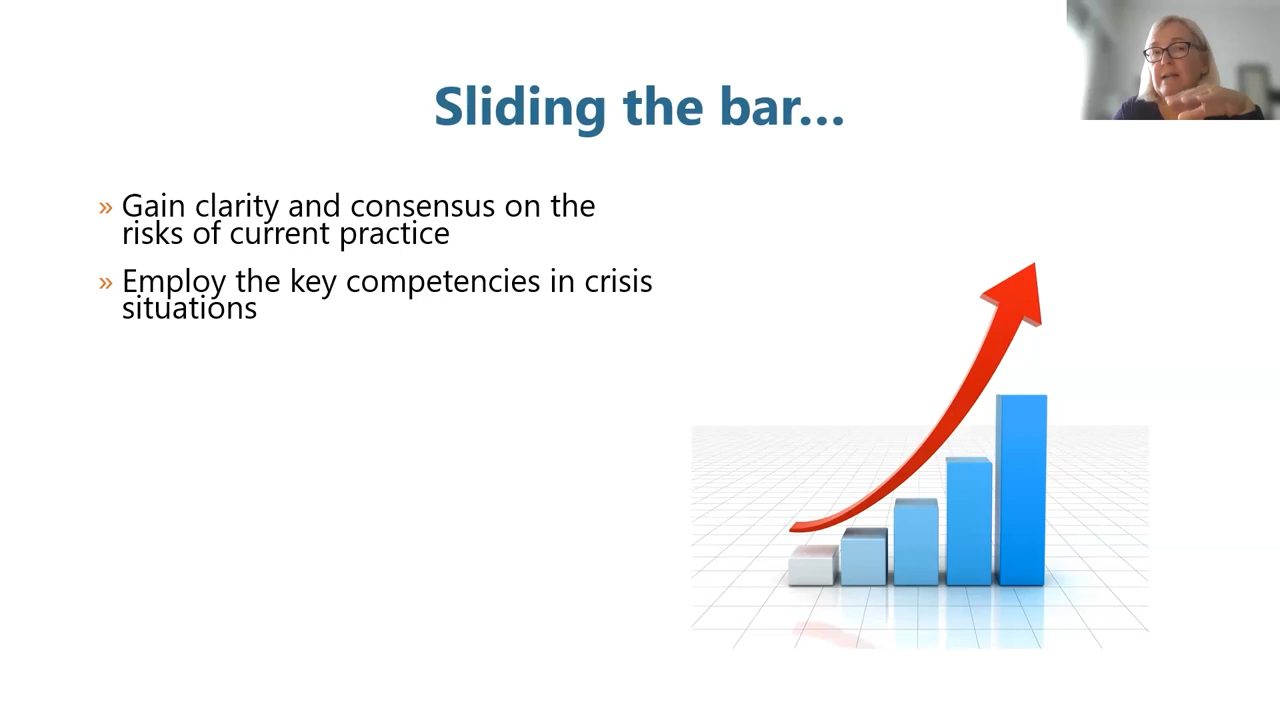 Sliding the bar...
» Gain clarity and consensus on the
risks of current practice
» Employ the key competencies in crisis
situations